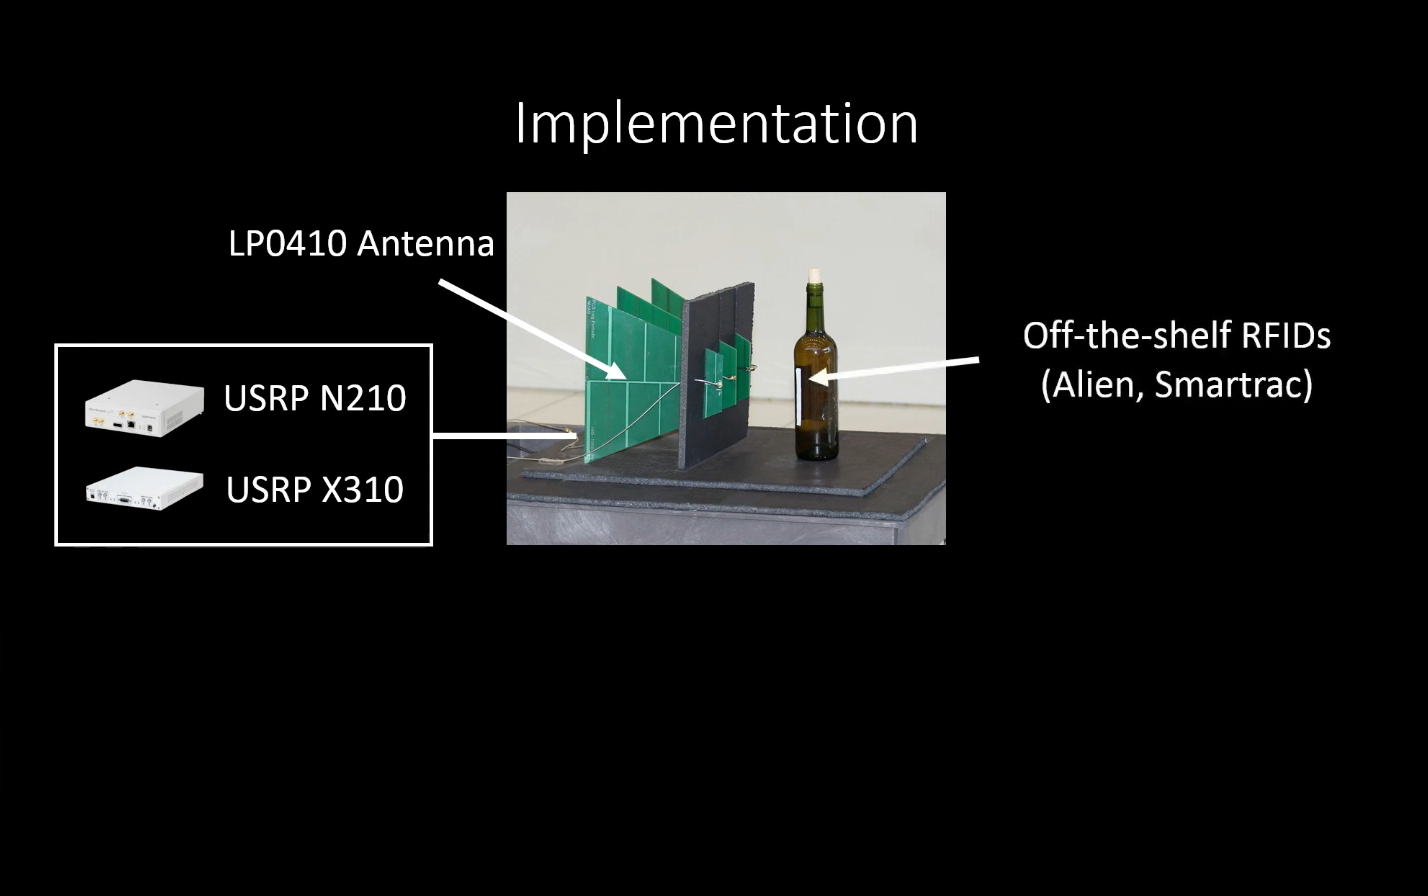 Implementation
LP0410 Antenna
USRP N210
USRP X310
Off-the-shelf RFIDs
(Alien, Smartrac)